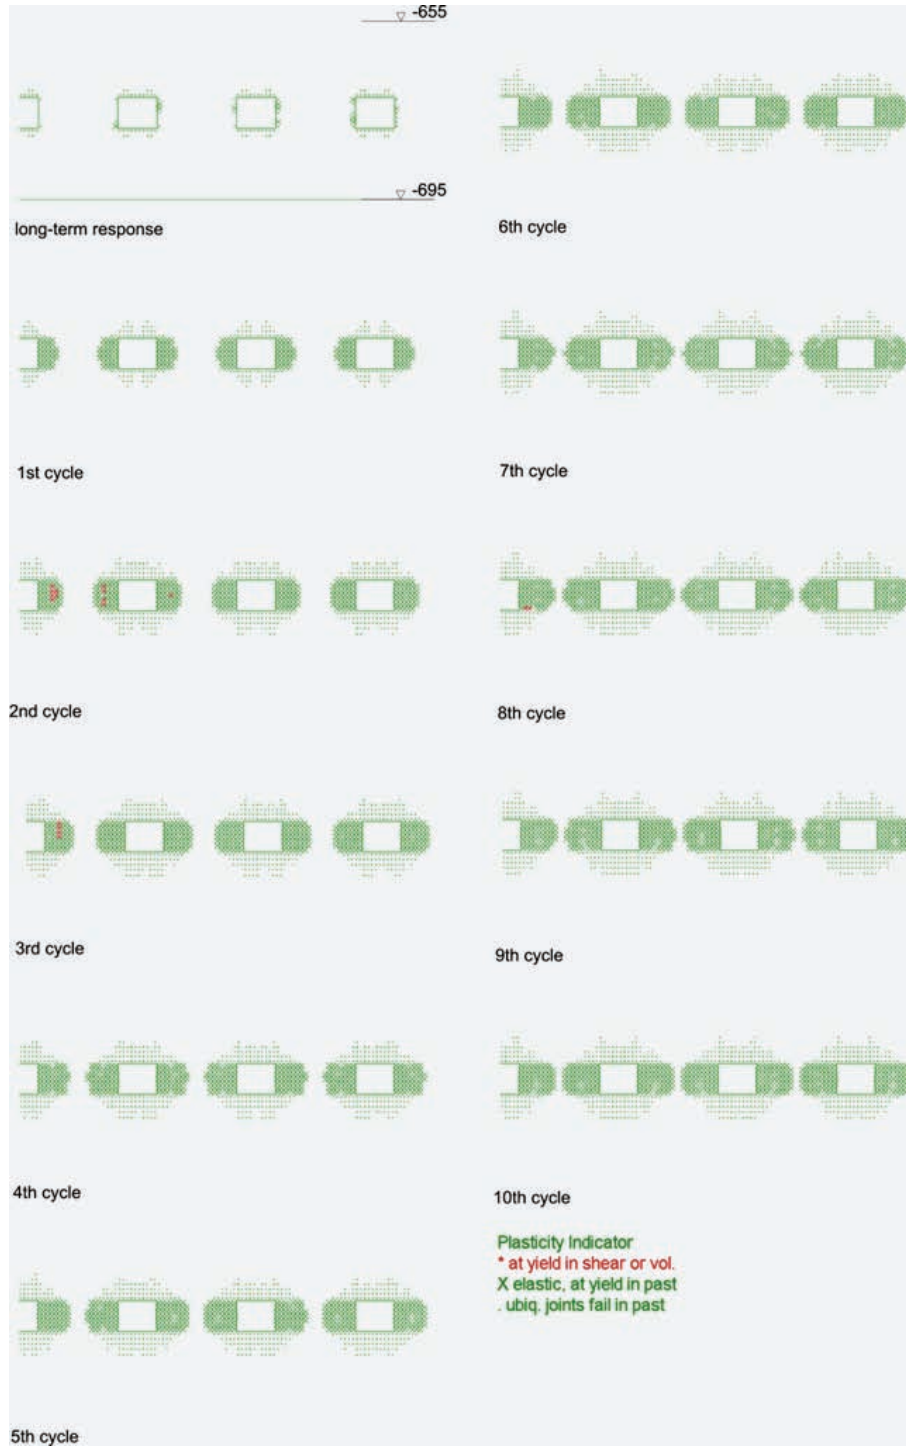 -655
-695
long-term response
1st cycle
2nd cycle
3rd cycle
4th cycle
5th cycle
6th cycle
7th cycle
8th cycle
9th cycle
10th cycle
Plasticity Indicator
* at yield in shear or vol.
X elastic, at yield in past
. ubiq. joints fail in past